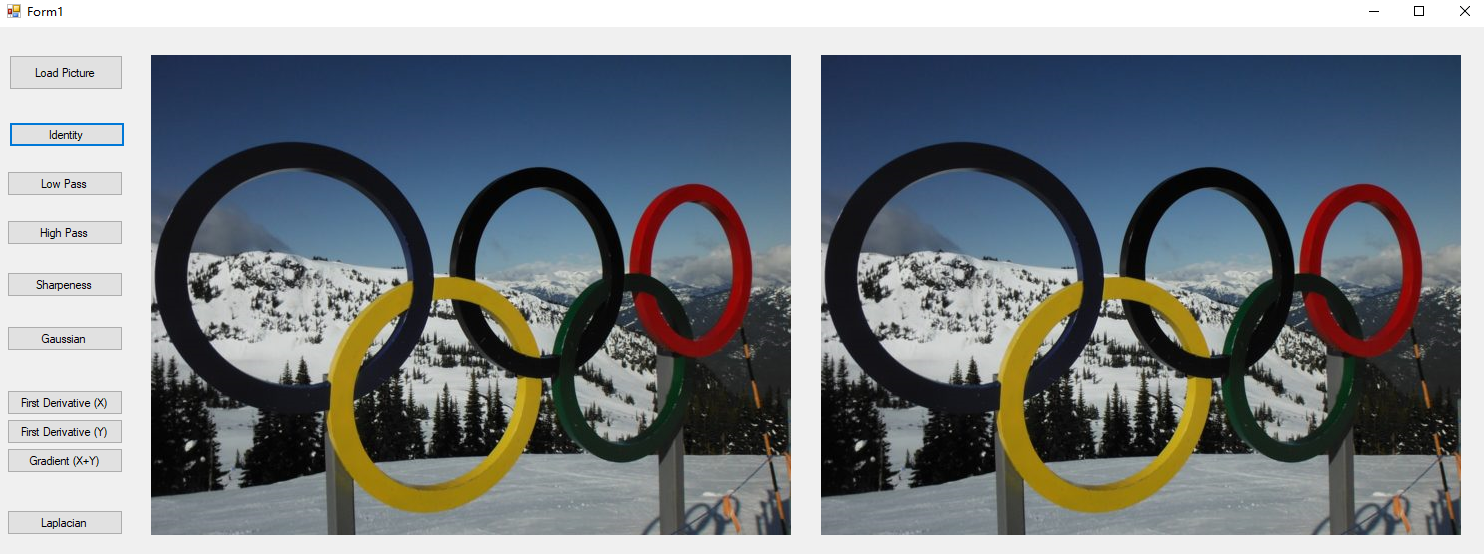 Form1
Load Picture
Identity
Low Pass
High Pass
Sharpeness
Gaussian
First Derivative (X)
First Derivative (Y)
Gradient (X+Y)
Laplacian